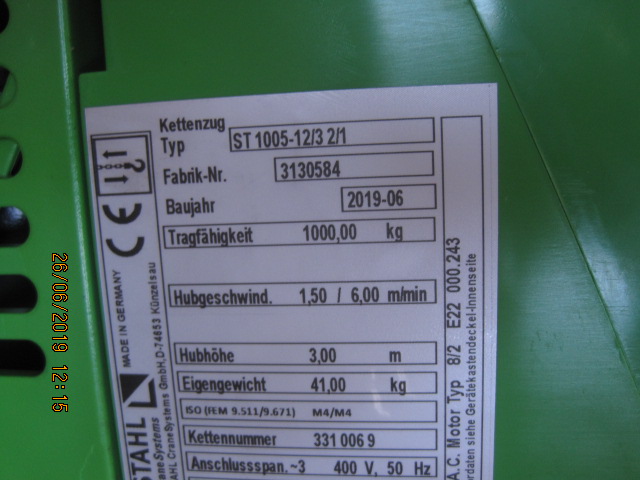 Kettenzug
Typ ST 1005-12/3 2/1
Fabrik-Nr. 3130584
Baujahr 2019-06
Tragfähigkeit 1000,00 kg
Hubgeschwind. 1,50 / 6,00 m/min
Hubhöhe 3,00 m
Eigengewicht 41,00 kg
ISO (FEM 9.511/9.671) M4/M4
Kettennummer 331 006 9
Anschlussspan. ~3 400 V, 50 Hz
CE
MADE IN GERMANY
STAHL
CraneSystems
STAHL CraneSystems GmbH, D-74653 Künzelsau
A.C. Motor Typ 8/2 E22 000.243
siehe Gerätekastendeckel-Innenseite
26/06/2019 12:15